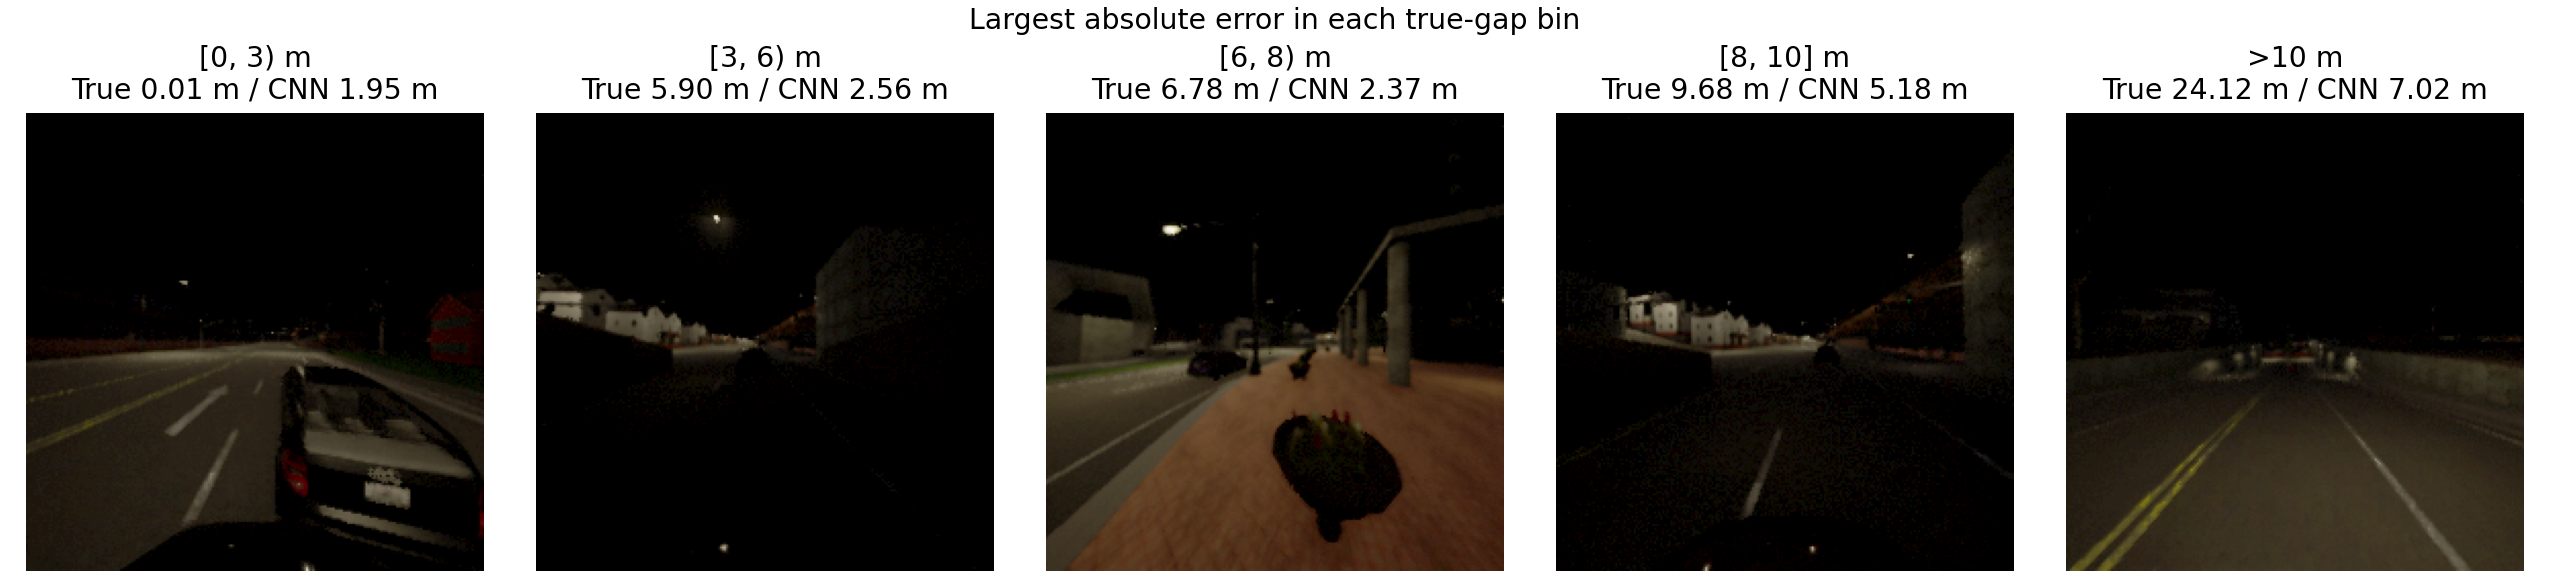 Largest absolute error in each true-gap bin
[0, 3) m
True 0.01 m / CNN 1.95 m
[3, 6) m
True 5.90 m / CNN 2.56 m
[6, 8) m
True 6.78 m / CNN 2.37 m
[8, 10] m
True 9.68 m / CNN 5.18 m
>10 m
True 24.12 m / CNN 7.02 m